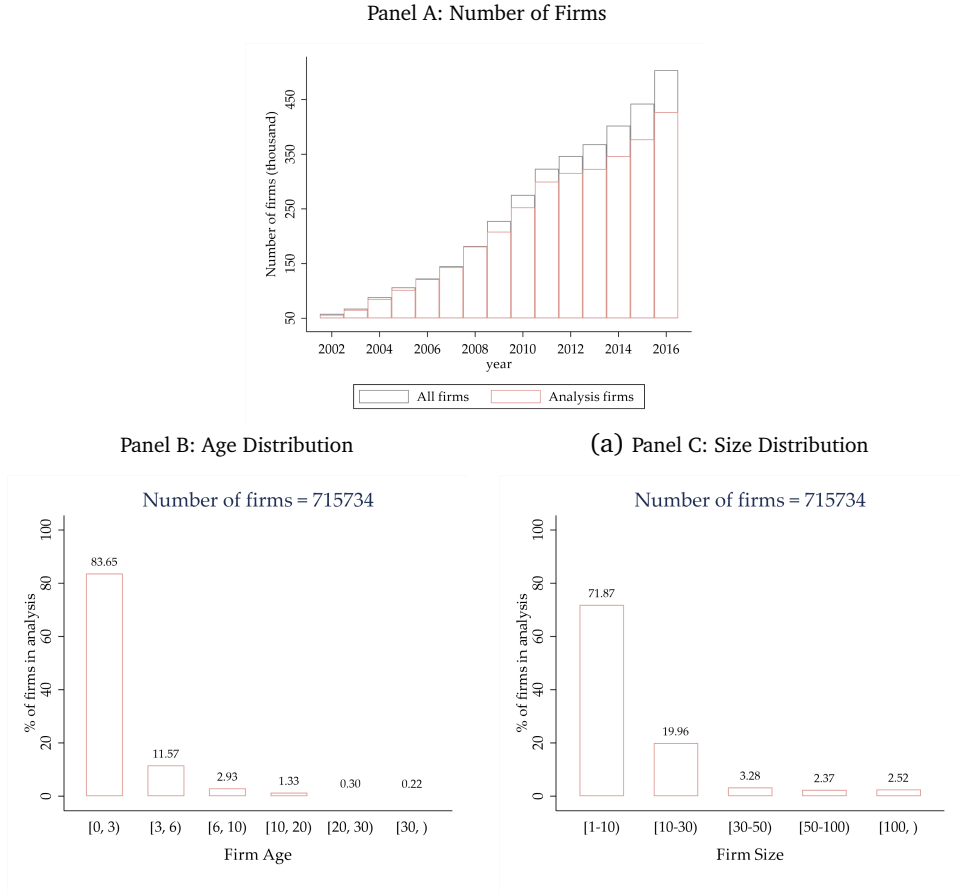 Panel A: Number of Firms
Number of firms (thousand)
450
350
250
150
50
2002 2004 2006 2008 2010 2012 2014 2016
year
All firms Analysis firms
Panel B: Age Distribution
Number of firms = 715734
% of firms in analysis
100
80
60
40
20
0
83.65
11.57
2.93
1.33
0.30
0.22
[0, 3) [3, 6) [6, 10) [10, 20) [20, 30) [30, )
Firm Age
(a) Panel C: Size Distribution
Number of firms = 715734
% of firms in analysis
100
80
60
40
20
0
71.87
19.96
3.28
2.37
2.52
[1-10) [10-30) [30-50) [50-100) [100, )
Firm Size